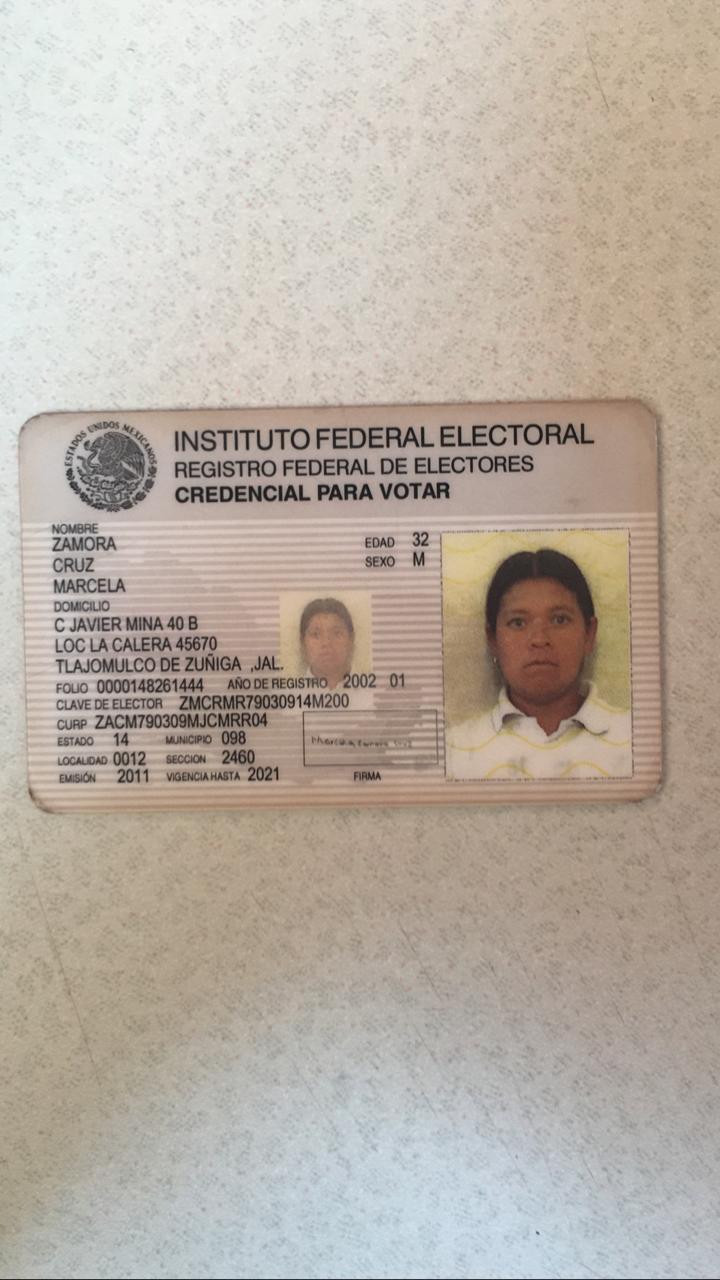 ESTADOS UNIDOS MEXICANOS
INSTITUTO FEDERAL ELECTORAL
REGISTRO FEDERAL DE ELECTORES
CREDENCIAL PARA VOTAR
NOMBRE
ZAMORA
CRUZ
MARCELA
EDAD 32
SEXO M
DOMICILIO
C JAVIER MINA 40 B
LOC LA CALERA 45670
TLAJOMULCO DE ZUÑIGA ,JAL.
FOLIO 0000148261444 AÑO DE REGISTRO 2002 01
CLAVE DE ELECTOR ZMCRMR79030914M200
CURP ZACM790309MJCMRR04
ESTADO 14 MUNICIPIO 098
LOCALIDAD 0012 SECCION 2460
EMISIÓN 2011 VIGENCIA HASTA 2021
FIRMA